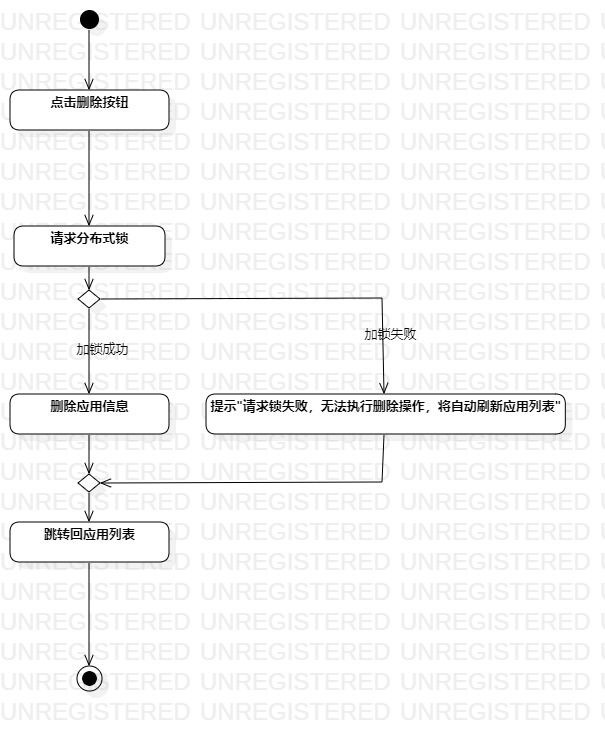 点击删除按钮
请求分布式锁
加锁失败
加锁成功
删除应用信息
提示"请求锁失败，无法执行删除操作，将自动刷新应用列表"
跳转回应用列表
UNREGISTERED